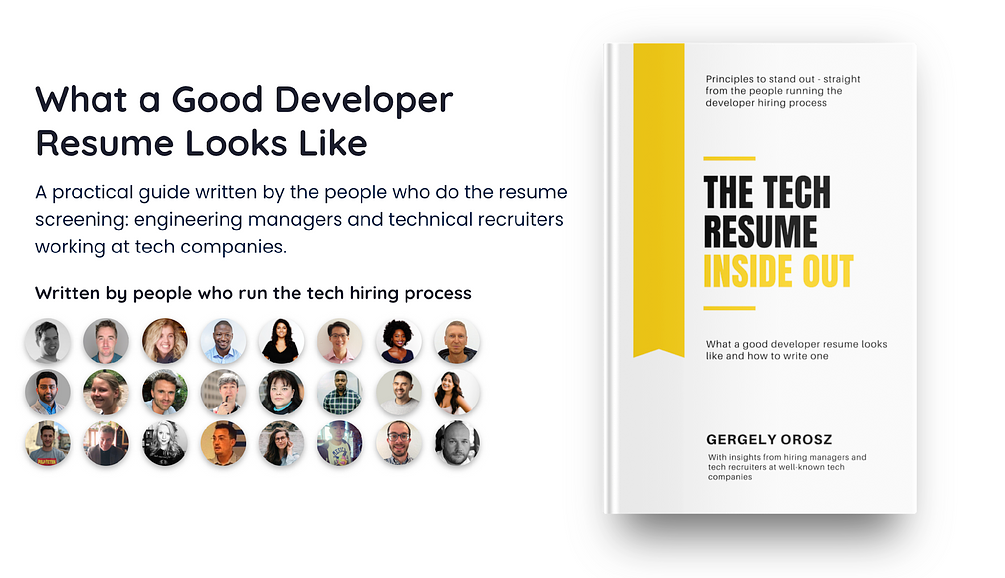 What a Good Developer
Resume Looks Like
A practical guide written by the people who do the resume
screening: engineering managers and technical recruiters
working at tech companies.
Written by people who run the tech hiring process
Principles to stand out - straight
from the people running the
developer hiring process
THE TECH
RESUME
INSIDE OUT
What a good developer resume looks
like and how to write one
GERGELY OROSZ
With insights from hiring managers and
tech recruiters at well-known tech
companies